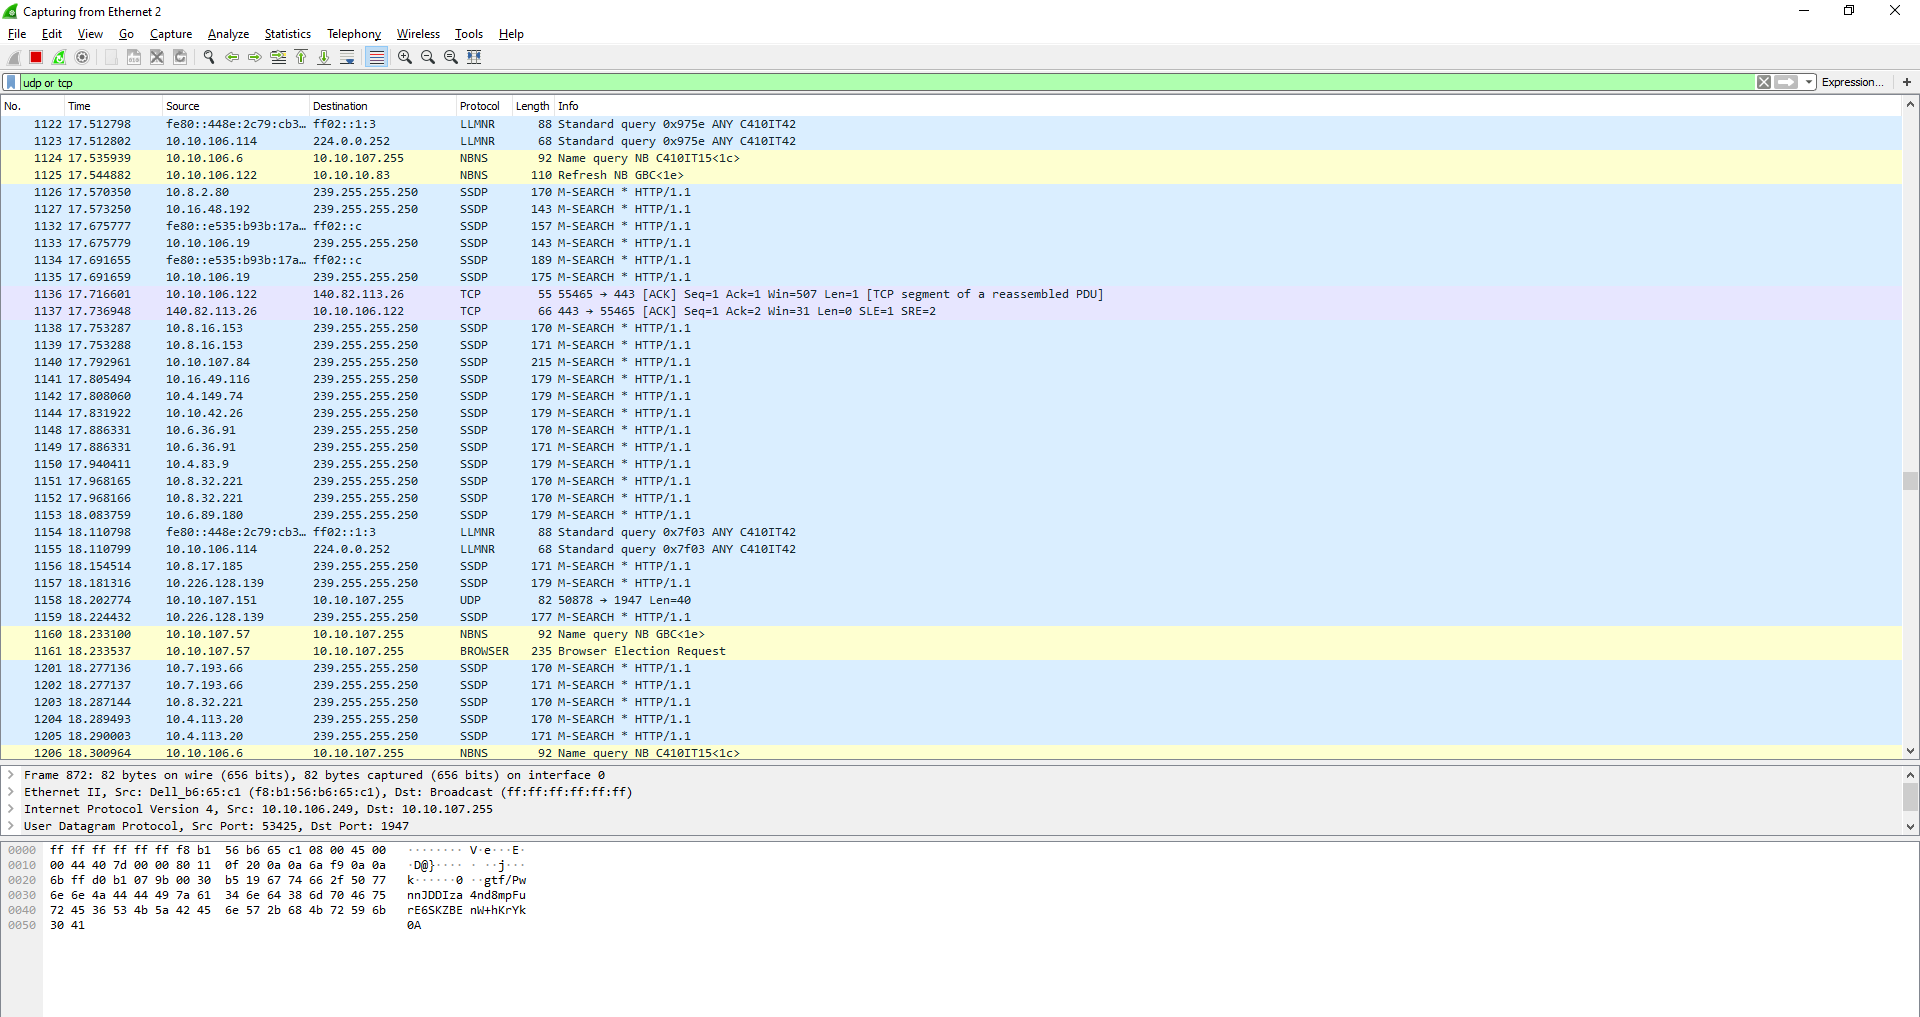 Capturing from Ethernet 2
File Edit View Go Capture Analyze Statistics Telephony Wireless Tools Help
udp or tcp Expression... +
No. Time Source Destination Protocol Length Info
1122 17.512798 fe80::448e:2c79:cb3… ff02::1:3 LLMNR 88 Standard query 0x975e ANY C410IT42
1123 17.512802 10.10.106.114 224.0.0.252 LLMNR 68 Standard query 0x975e ANY C410IT42
1124 17.535939 10.10.106.6 10.10.107.255 NBNS 92 Name query NB C410IT15<1c>
1125 17.544882 10.10.106.122 10.10.10.83 NBNS 110 Refresh NB GBC<1e>
1126 17.570350 10.8.2.80 239.255.255.250 SSDP 170 M-SEARCH * HTTP/1.1
1127 17.573250 10.16.48.192 239.255.255.250 SSDP 143 M-SEARCH * HTTP/1.1
1132 17.675777 fe80::e535:b93b:17a… ff02::c SSDP 157 M-SEARCH * HTTP/1.1
1133 17.675779 10.10.106.19 239.255.255.250 SSDP 143 M-SEARCH * HTTP/1.1
1134 17.691655 fe80::e535:b93b:17a… ff02::c SSDP 189 M-SEARCH * HTTP/1.1
1135 17.691659 10.10.106.19 239.255.255.250 SSDP 175 M-SEARCH * HTTP/1.1
1136 17.716601 10.10.106.122 140.82.113.26 TCP 55 55465 → 443 [ACK] Seq=1 Ack=1 Win=507 Len=1 [TCP segment of a reassembled PDU]
1137 17.736948 140.82.113.26 10.10.106.122 TCP 66 443 → 55465 [ACK] Seq=1 Ack=2 Win=31 Len=0 SLE=1 SRE=2
1138 17.753287 10.8.16.153 239.255.255.250 SSDP 170 M-SEARCH * HTTP/1.1
1139 17.753288 10.8.16.153 239.255.255.250 SSDP 171 M-SEARCH * HTTP/1.1
1140 17.792961 10.10.107.84 239.255.255.250 SSDP 215 M-SEARCH * HTTP/1.1
1141 17.805494 10.16.49.116 239.255.255.250 SSDP 179 M-SEARCH * HTTP/1.1
1142 17.808060 10.4.149.74 239.255.255.250 SSDP 179 M-SEARCH * HTTP/1.1
1144 17.831922 10.10.42.26 239.255.255.250 SSDP 179 M-SEARCH * HTTP/1.1
1148 17.886331 10.6.36.91 239.255.255.250 SSDP 170 M-SEARCH * HTTP/1.1
1149 17.886331 10.6.36.91 239.255.255.250 SSDP 171 M-SEARCH * HTTP/1.1
1150 17.940411 10.4.83.9 239.255.255.250 SSDP 179 M-SEARCH * HTTP/1.1
1151 17.968165 10.8.32.221 239.255.255.250 SSDP 170 M-SEARCH * HTTP/1.1
1152 17.968166 10.8.32.221 239.255.255.250 SSDP 170 M-SEARCH * HTTP/1.1
1153 18.083759 10.6.89.180 239.255.255.250 SSDP 179 M-SEARCH * HTTP/1.1
1154 18.110798 fe80::448e:2c79:cb3… ff02::1:3 LLMNR 88 Standard query 0x7f03 ANY C410IT42
1155 18.110799 10.10.106.114 224.0.0.252 LLMNR 68 Standard query 0x7f03 ANY C410IT42
1156 18.154514 10.8.17.185 239.255.255.250 SSDP 171 M-SEARCH * HTTP/1.1
1157 18.181316 10.226.128.139 239.255.255.250 SSDP 179 M-SEARCH * HTTP/1.1
1158 18.202774 10.10.107.151 10.10.107.255 UDP 82 50878 → 1947 Len=40
1159 18.224432 10.226.128.139 239.255.255.250 SSDP 177 M-SEARCH * HTTP/1.1
1160 18.233100 10.10.107.57 10.10.107.255 NBNS 92 Name query NB GBC<1e>
1161 18.233537 10.10.107.57 10.10.107.255 BROWSER 235 Browser Election Request
1201 18.277136 10.7.193.66 239.255.255.250 SSDP 170 M-SEARCH * HTTP/1.1
1202 18.277137 10.7.193.66 239.255.255.250 SSDP 171 M-SEARCH * HTTP/1.1
1203 18.287144 10.8.32.221 239.255.255.250 SSDP 170 M-SEARCH * HTTP/1.1
1204 18.289493 10.4.113.20 239.255.255.250 SSDP 170 M-SEARCH * HTTP/1.1
1205 18.290003 10.4.113.20 239.255.255.250 SSDP 171 M-SEARCH * HTTP/1.1
1206 18.300964 10.10.106.6 10.10.107.255 NBNS 92 Name query NB C410IT15<1c>
Frame 872: 82 bytes on wire (656 bits), 82 bytes captured (656 bits) on interface 0
Ethernet II, Src: Dell_b6:65:c1 (f8:b1:56:b6:65:c1), Dst: Broadcast (ff:ff:ff:ff:ff:ff)
Internet Protocol Version 4, Src: 10.10.106.249, Dst: 10.10.107.255
User Datagram Protocol, Src Port: 53425, Dst Port: 1947
0000 ff ff ff ff ff ff f8 b1 56 b6 65 c1 08 00 45 00 ········ V·e···E·
0010 00 44 40 7d 00 00 80 11 0f 20 0a 0a 6a f9 0a 0a ·D@}···· · ··j···
0020 6b ff d0 b1 07 9b 00 30 b5 19 67 74 66 2f 50 77 k······0 ··gtf/Pw
0030 6e 6e 4a 44 44 49 7a 61 34 6e 64 38 6d 70 46 75 nnJDDIza 4nd8mpFu
0040 72 45 36 53 4b 5a 42 45 6e 57 2b 68 4b 72 59 6b rE6SKZBE nW+hKrYk
0050 30 41 0A